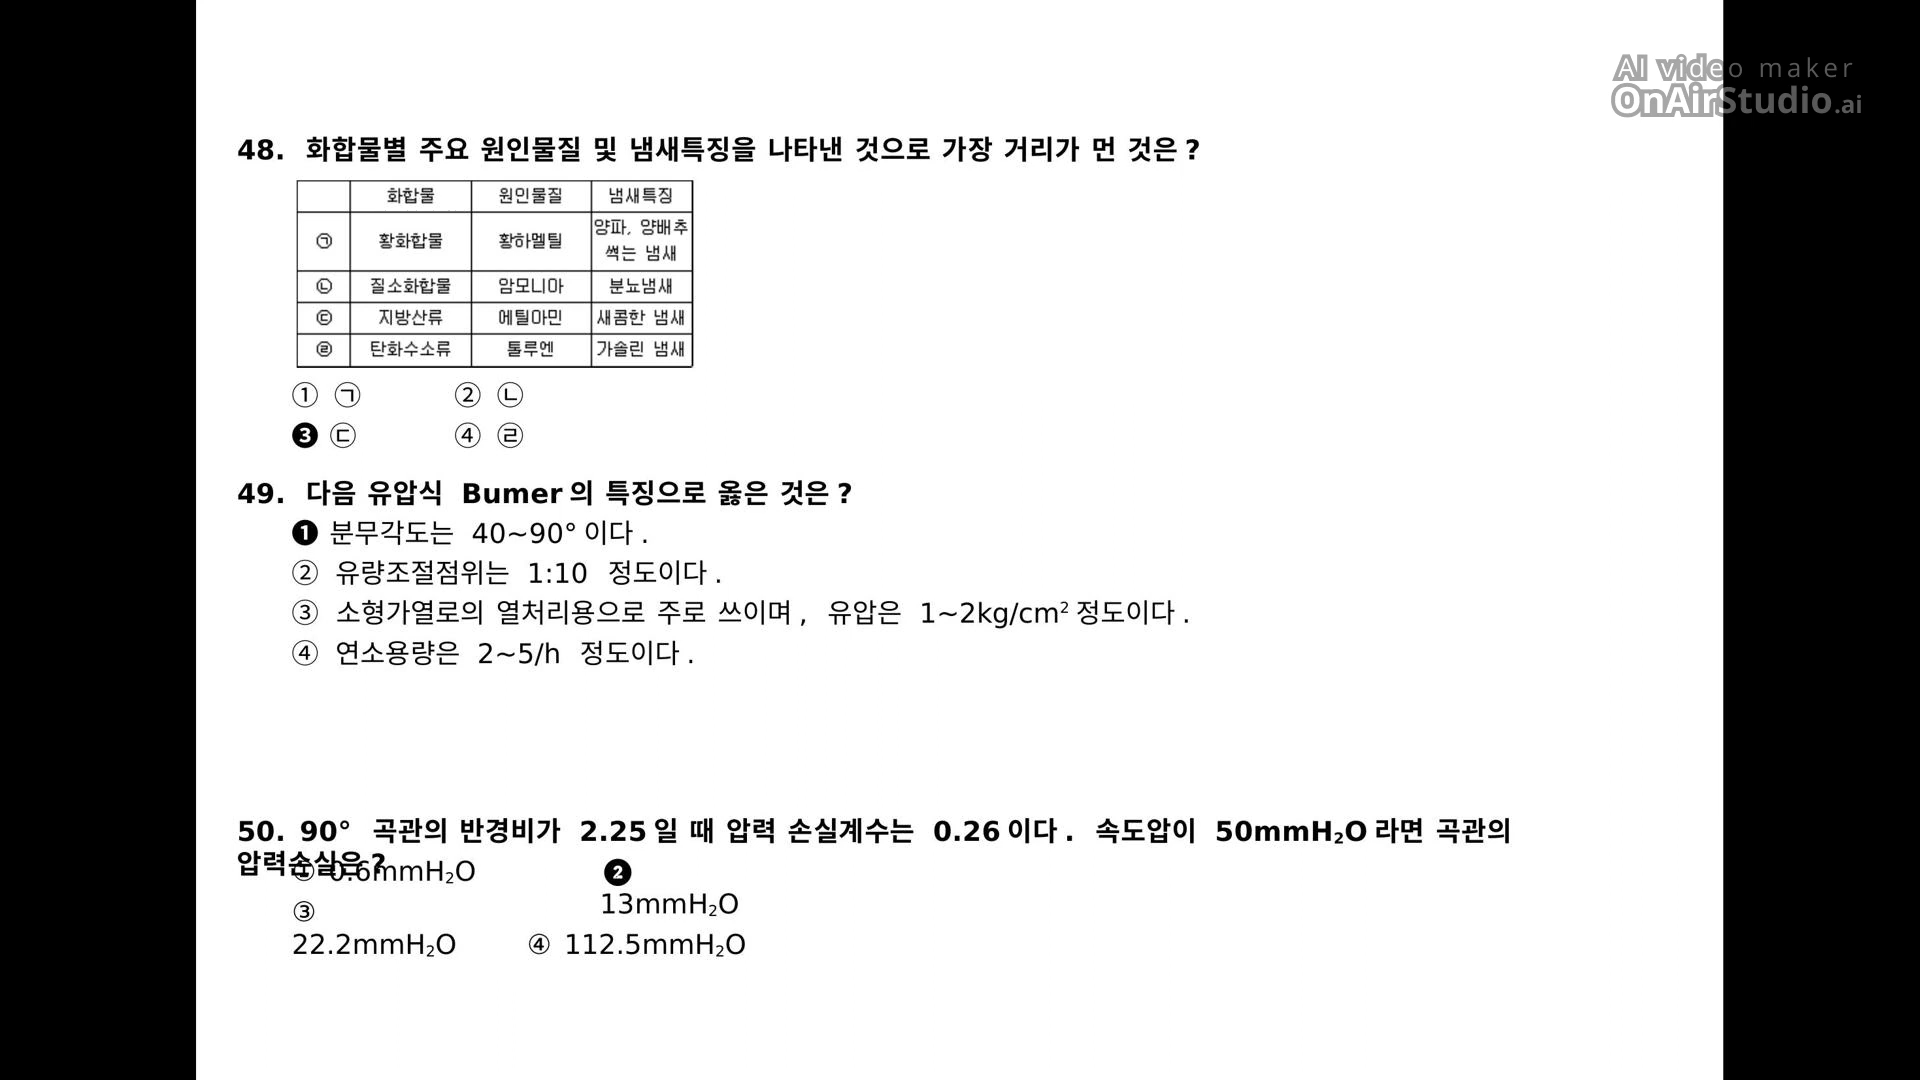 AI video maker
OnAirStudio.ai
48. 화합물별 주요 원인물질 및 냄새특징을 나타낸 것으로 가장 거리가 먼 것은?
화합물 원인물질 냄새특징
㉠ 황화합물 황하멜틸 양파, 양배추 썩는 냄새
㉡ 질소화합물 암모니아 분뇨냄새
㉢ 지방산류 에틸아민 새콤한 냄새
㉣ 탄화수소류 톨루엔 가솔린 냄새
① ㉠ ② ㉡
❸ ㉢ ④ ㉣
49. 다음 유압식 Bumer의 특징으로 옳은 것은?
❶ 분무각도는 40~90°이다.
② 유량조절점위는 1:10 정도이다.
③ 소형가열로의 열처리용으로 주로 쓰이며, 유압은 1~2kg/cm²정도이다.
④ 연소용량은 2~5/h 정도이다.
50. 90° 곡관의 반경비가 2.25일 때 압력 손실계수는 0.26이다. 속도압이 50mmH₂O라면 곡관의
압력손실은?
① 0.6mmH₂O ❷
13mmH₂O
③
22.2mmH₂O ④ 112.5mmH₂O